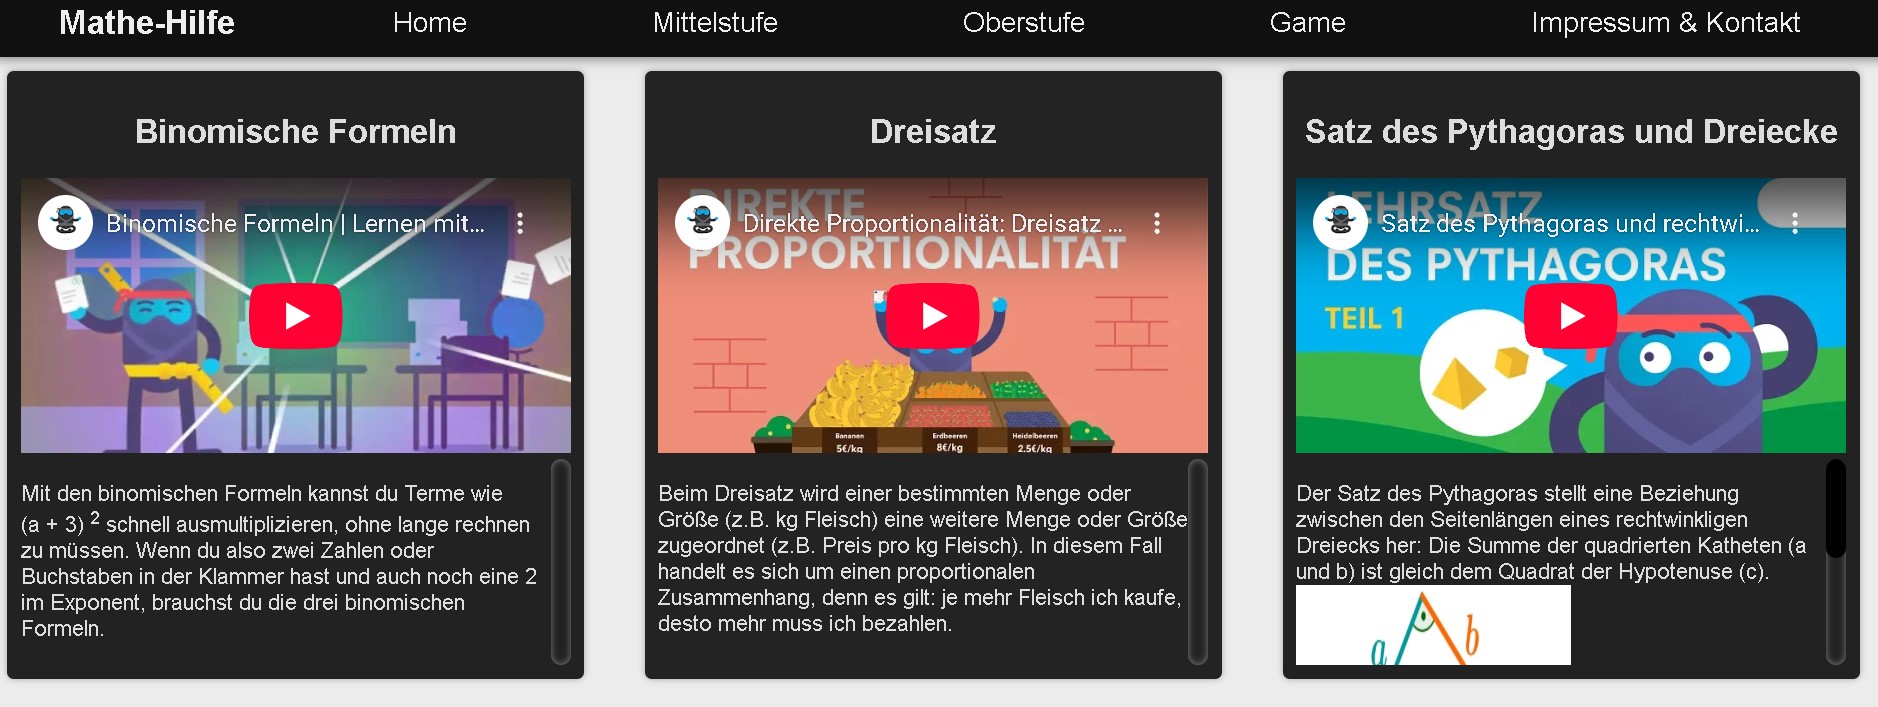 Mathe-Hilfe Home Mittelstufe Oberstufe Game Impressum & Kontakt
Binomische Formeln
Binomische Formeln | Lernen mit...
Mit den binomischen Formeln kannst du Terme wie
(a + 3) ² schnell ausmultiplizieren, ohne lange rechnen
zu müssen. Wenn du also zwei Zahlen oder
Buchstaben in der Klammer hast und auch noch eine 2
im Exponent, brauchst du die drei binomischen
Formeln.
Dreisatz
DIREKTE
Direkte Proportionalität: Dreisatz ...
PROPORTIONALITÄT
Bananen Erdbeeren Heidelbeeren
5€/kg 8€/kg 2.5€/kg
Beim Dreisatz wird einer bestimmten Menge oder
Größe (z.B. kg Fleisch) eine weitere Menge oder Größe
zugeordnet (z.B. Preis pro kg Fleisch). In diesem Fall
handelt es sich um einen proportionalen
Zusammenhang, denn es gilt: je mehr Fleisch ich kaufe,
desto mehr muss ich bezahlen.
Satz des Pythagoras und Dreiecke
LEHRSATZ
Satz des Pythagoras und rechtwi...
DES PYTHAGORAS
TEIL 1
Der Satz des Pythagoras stellt eine Beziehung
zwischen den Seitenlängen eines rechtwinkligen
Dreiecks her: Die Summe der quadrierten Katheten (a
und b) ist gleich dem Quadrat der Hypotenuse (c).
a b